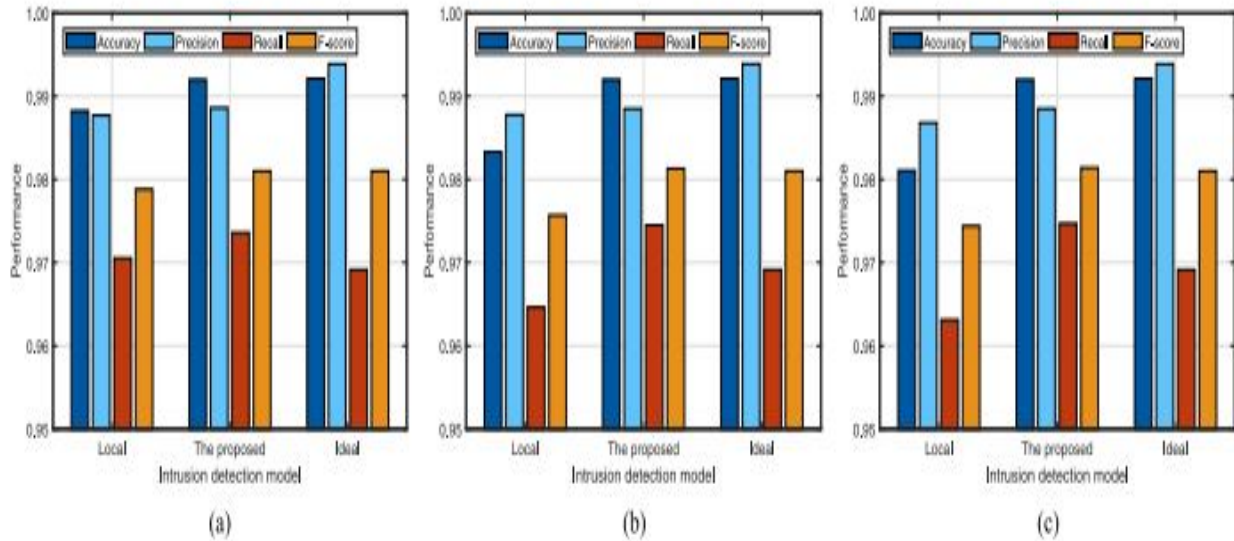 1.00
Accuracy Precision Recall F-score
0.99
0.98
0.97
0.96
0.95
Performance
Local The proposed Ideal
Intrusion detection model
(a)
1.00
Accuracy Precision Recall F-score
0.99
0.98
0.97
0.96
0.95
Performance
Local The proposed Ideal
Intrusion detection model
(b)
1.00
Accuracy Precision Recall F-score
0.99
0.98
0.97
0.96
0.95
Performance
Local The proposed Ideal
Intrusion detection model
(c)